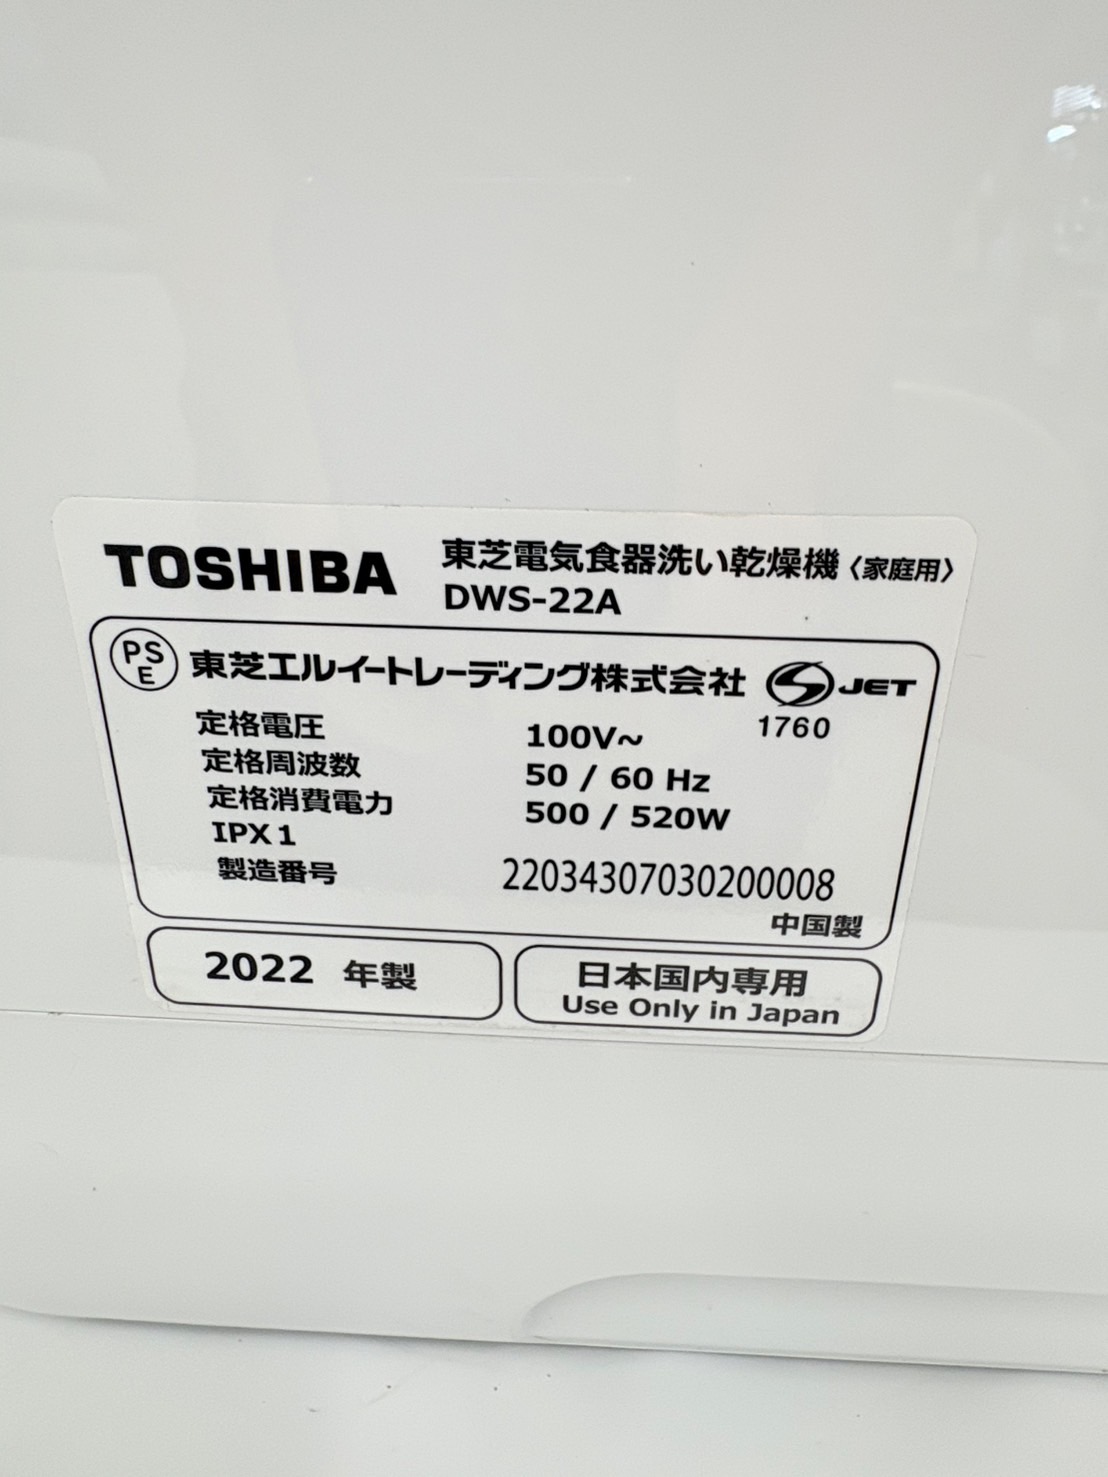 TOSHIBA 東芝電気食器洗い乾燥機〈家庭用〉
DWS-22A
PSE 東芝エルイートレーディング株式会社 S JET
1760
定格電圧 100V~
定格周波数 50 / 60 Hz
定格消費電力 500 / 520W
IPX1
製造番号 22034307030200008
中国製
2022 年製
日本国内専用
Use Only in Japan